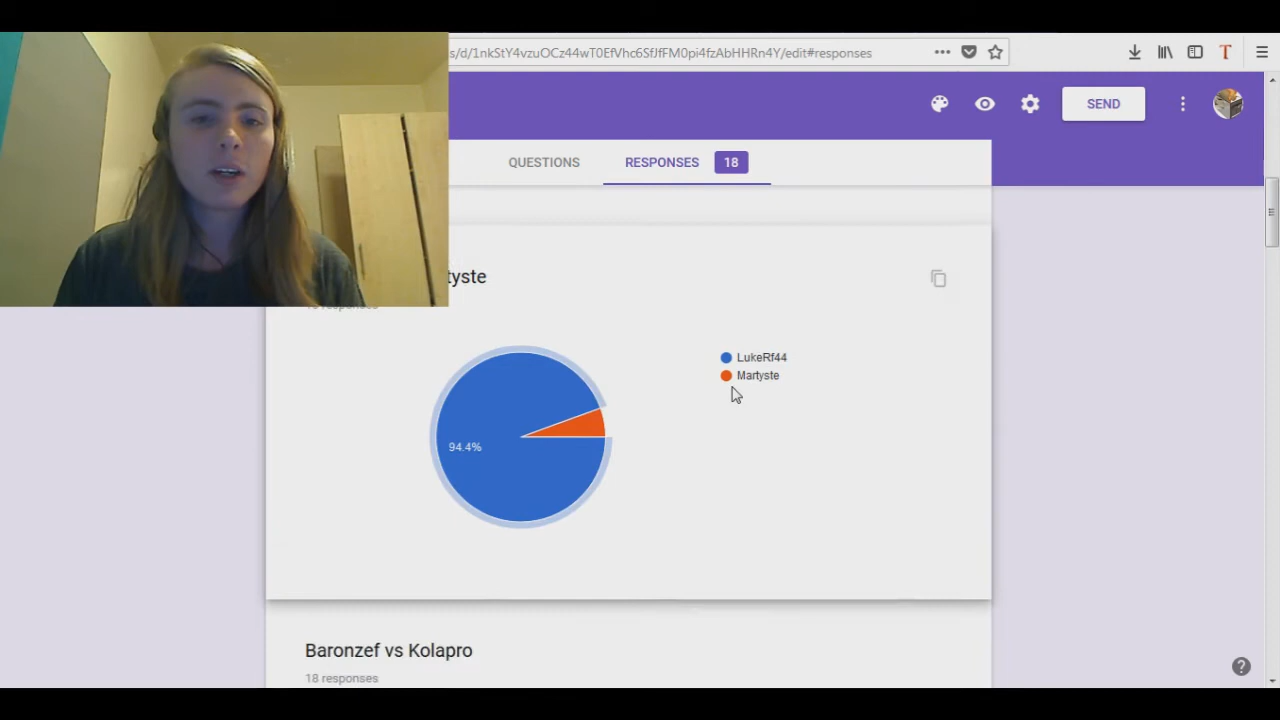 s/d/1nkStY4vzuOCz44wT0EfVhc6SfJfFM0pi4fzAbHHRn4Y/edit#responses
SEND
QUESTIONS
RESPONSES
18
tyste
LukeRf44
Martyste
94.4%
Baronzef vs Kolapro
18 responses